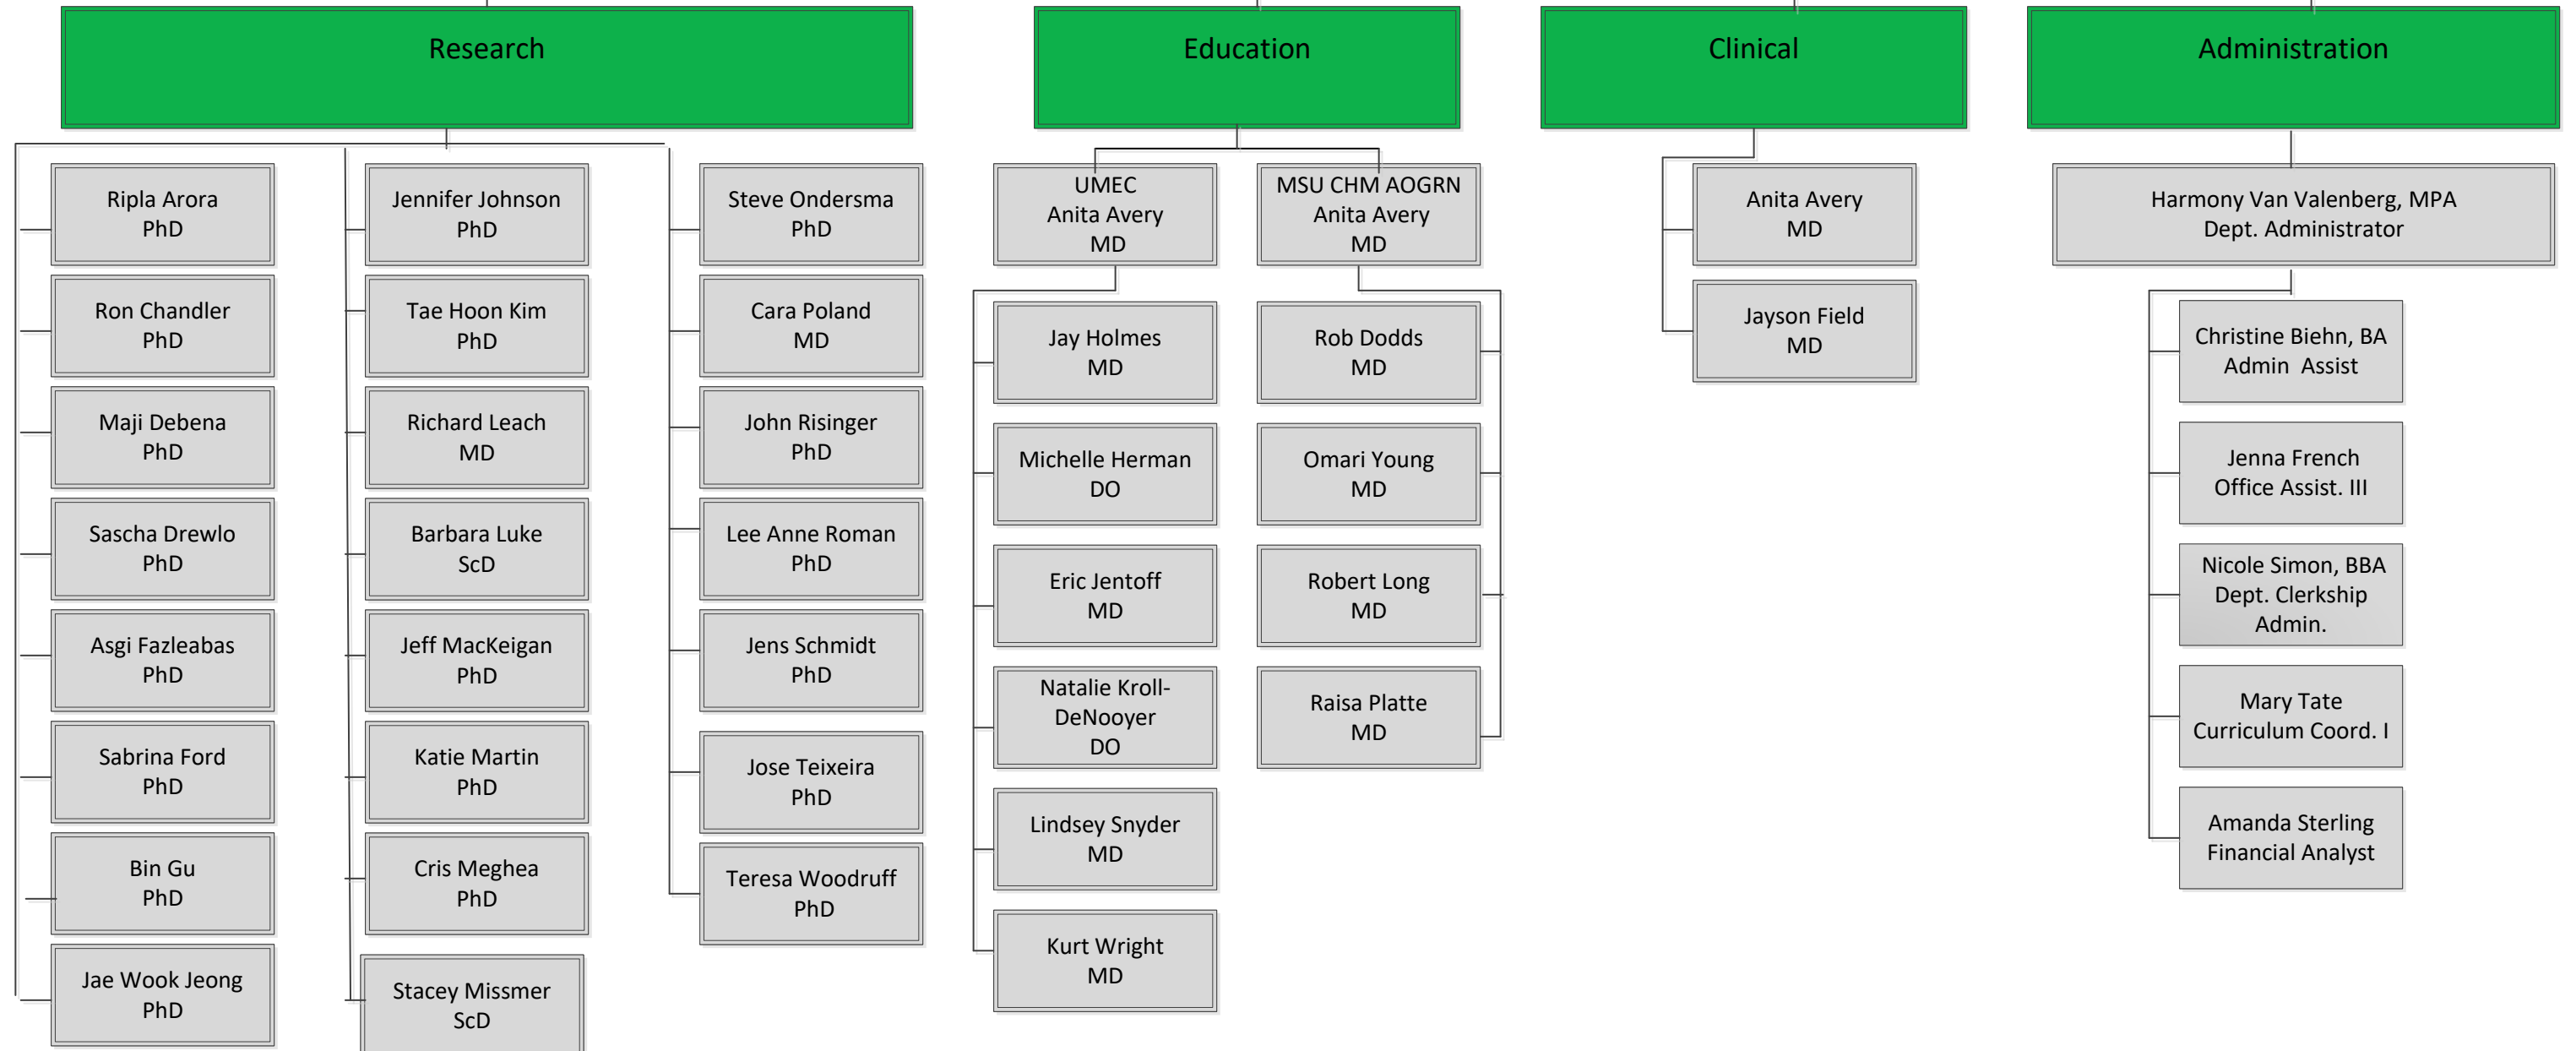 Research
Ripla Arora
PhD
Ron Chandler
PhD
Maji Debena
PhD
Sascha Drewlo
PhD
Asgi Fazleabas
PhD
Sabrina Ford
PhD
Bin Gu
PhD
Jae Wook Jeong
PhD
Jennifer Johnson
PhD
Tae Hoon Kim
PhD
Richard Leach
MD
Barbara Luke
ScD
Jeff MacKeigan
PhD
Katie Martin
PhD
Cris Meghea
PhD
Stacey Missmer
ScD
Steve Ondersma
PhD
Cara Poland
MD
John Risinger
PhD
Lee Anne Roman
PhD
Jens Schmidt
PhD
Jose Teixeira
PhD
Teresa Woodruff
PhD
Education
UMEC
Anita Avery
MD
Jay Holmes
MD
Michelle Herman
DO
Eric Jentoff
MD
Natalie Kroll-
DeNooyer
DO
Lindsey Snyder
MD
Kurt Wright
MD
MSU CHM AOGRN
Anita Avery
MD
Rob Dodds
MD
Omari Young
MD
Robert Long
MD
Raisa Platte
MD
Clinical
Anita Avery
MD
Jayson Field
MD
Administration
Harmony Van Valenberg, MPA
Dept. Administrator
Christine Biehn, BA
Admin  Assist
Jenna French
Office Assist. III
Nicole Simon, BBA
Dept. Clerkship
Admin.
Mary Tate
Curriculum Coord. I
Amanda Sterling
Financial Analyst